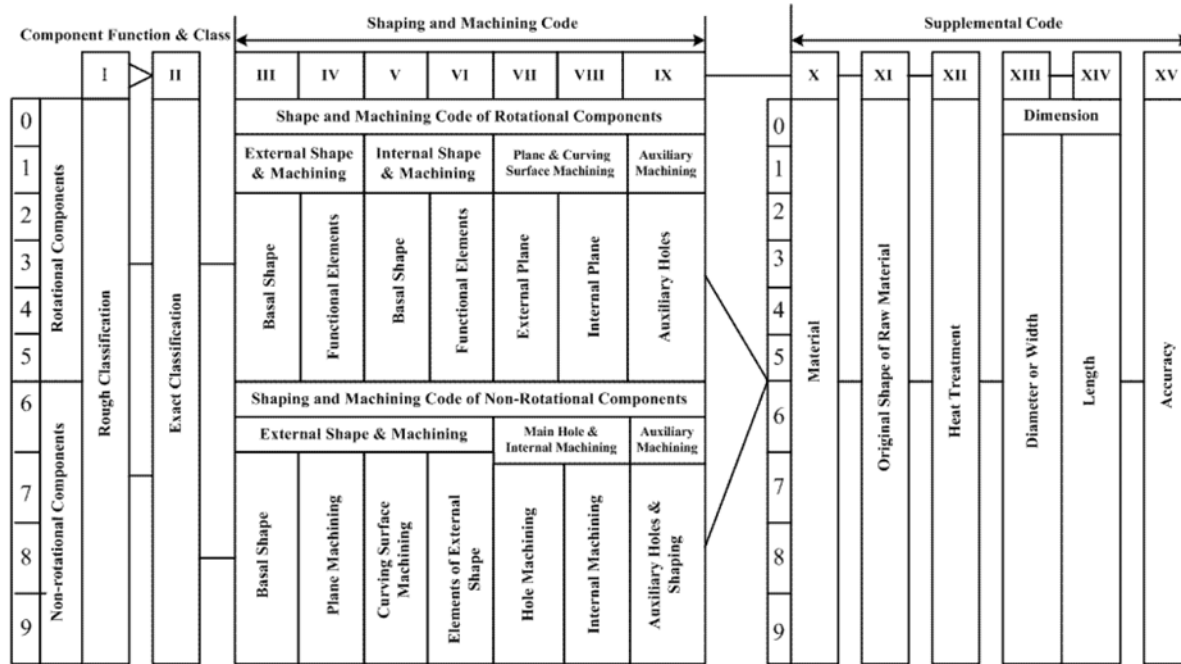 Shaping and Machining Code
Supplemental Code
Component Function & Class
I
II
III
IV
V
VI
VII
VIII
IX
X
XI
XII
XIII
XIV
XV
0
1
2
3
4
5
6
7
8
9
Rotational Components
Non-rotational Components
Rough Classification
Exact Classification
Shape and Machining Code of Rotational Components
External Shape
& Machining
Internal Shape
& Machining
Plane & Curving
Surface Machining
Auxiliary
Machining
Basal Shape
Functional Elements
Basal Shape
Functional Elements
External Plane
Internal Plane
Auxiliary Holes
Shaping and Machining Code of Non-Rotational Components
External Shape & Machining
Main Hole &
Internal Machining
Auxiliary
Machining
Basal Shape
Plane Machining
Curving Surface
Machining
Elements of External
Shape
Hole Machining
Internal Machining
Auxiliary Holes &
Shaping
0
1
2
3
4
5
6
7
8
9
Material
Original Shape of Raw Material
Heat Treatment
Dimension
Diameter or Width
Length
Accuracy